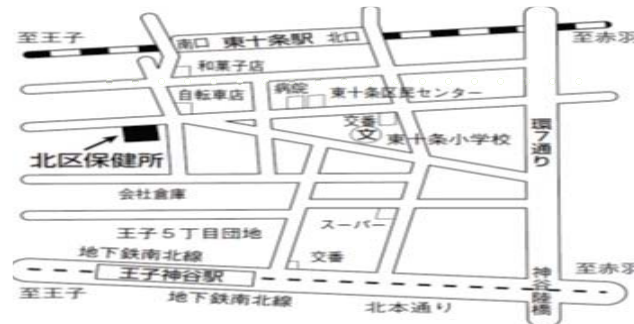 至王子
南口
東十条駅
北口
至赤羽
和菓子店
自転車店
病院
東十条区民センター
交番
文
東十条小学校
環7通り
北区保健所
会社倉庫
スーパー
王子5丁目団地
地下鉄南北線
交番
至赤羽
王子神谷駅
至王子
地下鉄南北線
北本通り
神谷陸橋